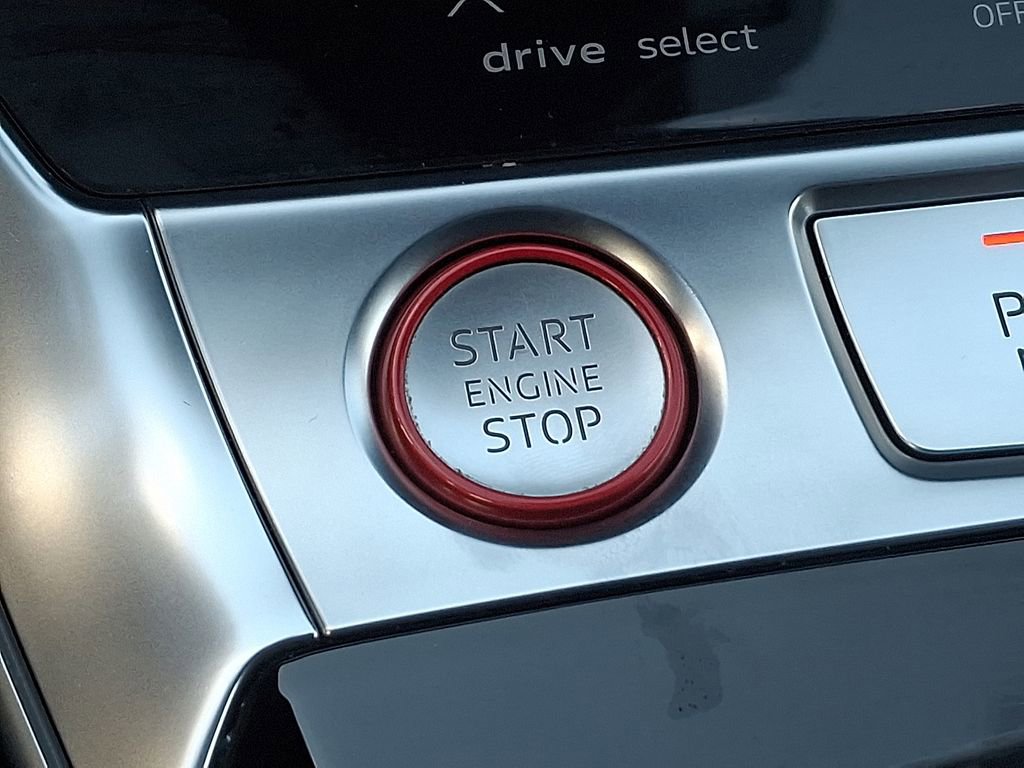 drive select
OFF
START
ENGINE
STOP
P